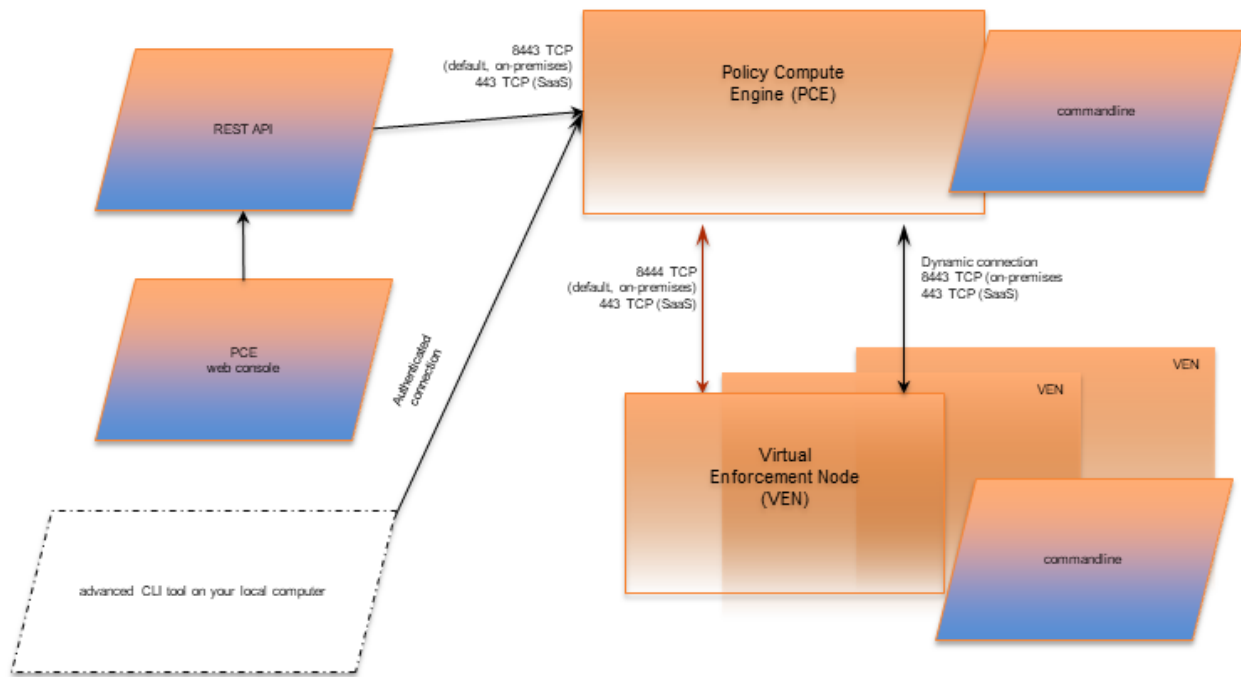 8443 TCP
(default, on-premises)
443 TCP (SaaS)
Policy Compute
Engine (PCE)
commandline
REST API
8444 TCP
(default, on-premises)
443 TCP (SaaS)
Dynamic connection
8443 TCP (on-premises
443 TCP (SaaS)
PCE
web console
Authenticated
connection
VEN
VEN
Virtual
Enforcement Node
(VEN)
commandline
advanced CLI tool on your local computer